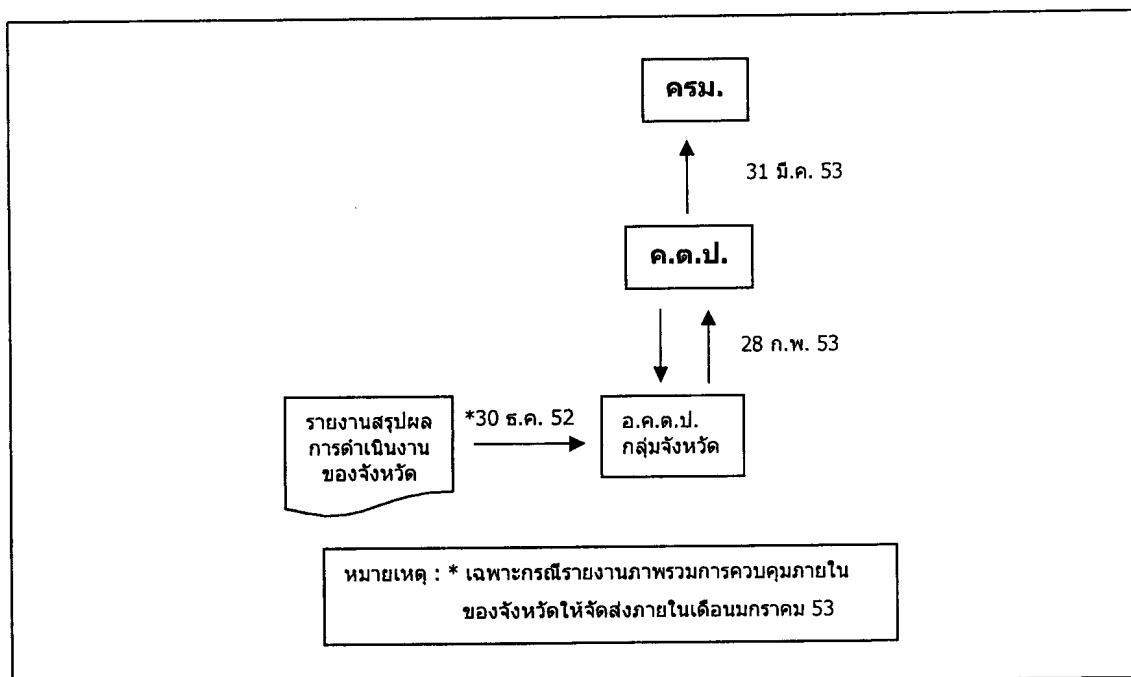 ครม.
31 มี.ค. 53
ค.ต.ป.
28 ก.พ. 53
รายงานสรุปผล
การดำเนินงาน
ของจังหวัด
*30 ธ.ค. 52
อ.ค.ต.ป.
กลุ่มจังหวัด
หมายเหตุ : * เฉพาะกรณีรายงานภาพรวมการควบคุมภายใน
ของจังหวัดให้จัดส่งภายในเดือนมกราคม 53